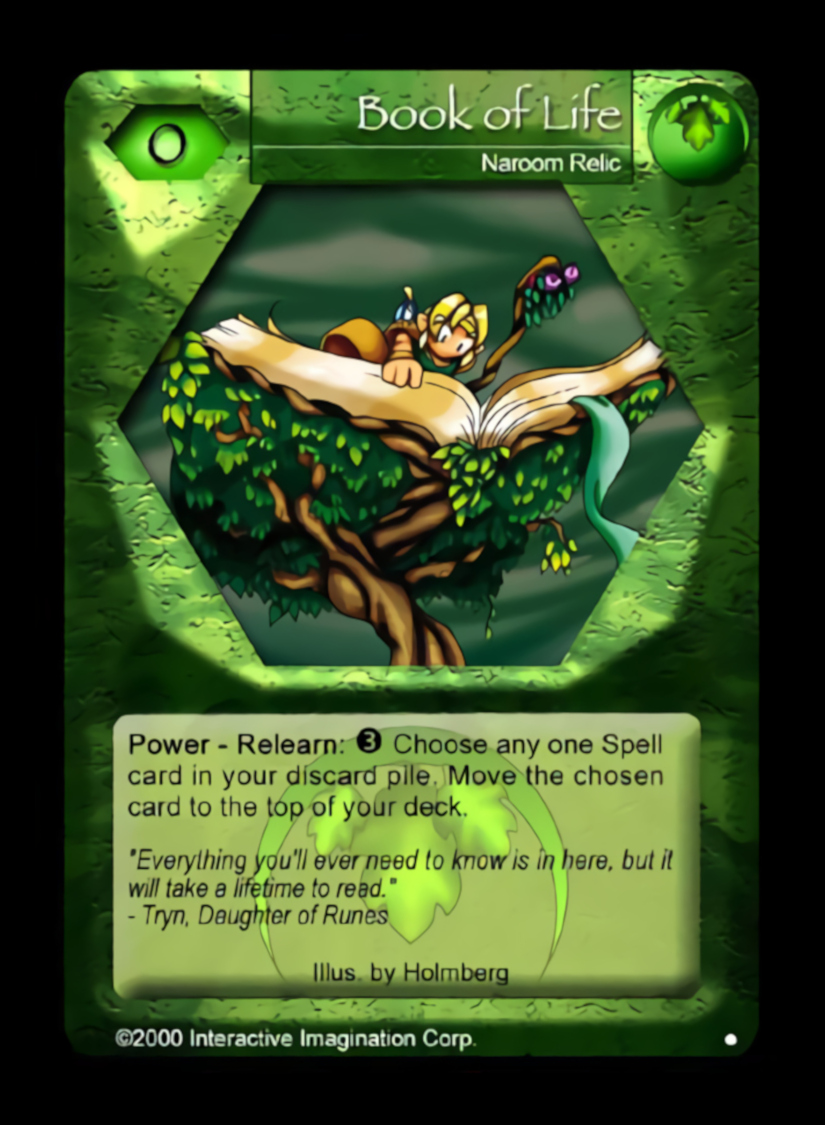 0
Book of Life
Naroom Relic
Power - Relearn: ❸ Choose any one Spell
card in your discard pile. Move the chosen
card to the top of your deck.
"Everything you'll ever need to know is in here, but it
will take a lifetime to read."
- Tryn, Daughter of Runes
Illus. by Holmberg
©2000 Interactive Imagination Corp.